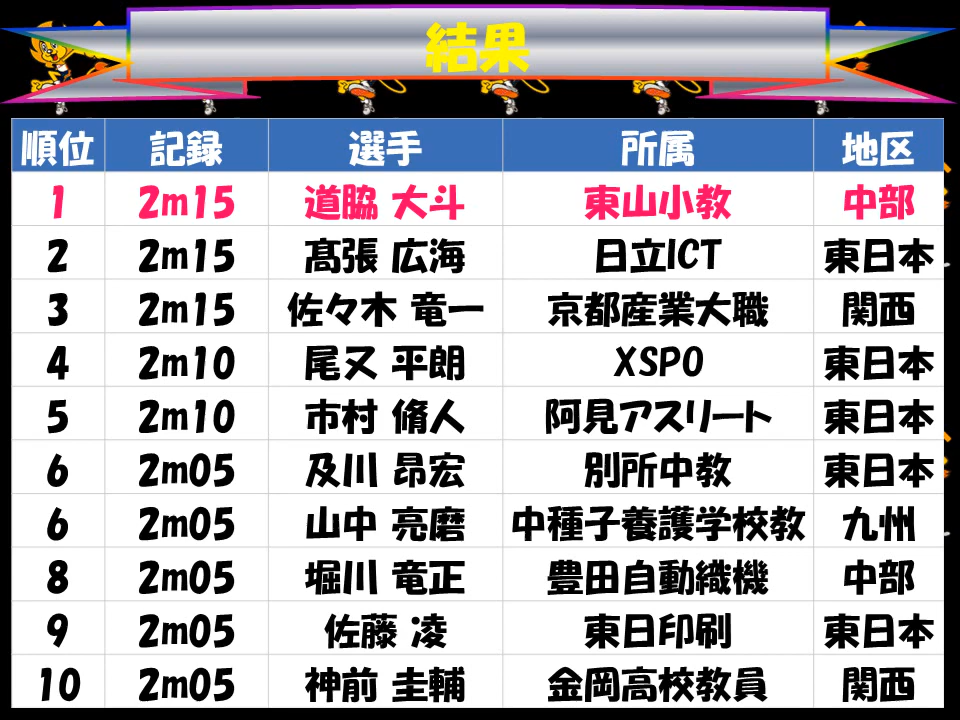 結果
順位 記録 選手 所属 地区
1 2m15 道脇 大斗 東山小教 中部
2 2m15 髙張 広海 日立ICT 東日本
3 2m15 佐々木 竜一 京都産業大職 関西
4 2m10 尾又 平朗 XSPO 東日本
5 2m10 市村 脩人 阿見アスリート 東日本
6 2m05 及川 昂宏 別所中教 東日本
6 2m05 山中 亮磨 中種子養護学校教 九州
8 2m05 堀川 竜正 豊田自動織機 中部
9 2m05 佐藤 凌 東日印刷 東日本
10 2m05 神前 圭輔 金岡高校教員 関西